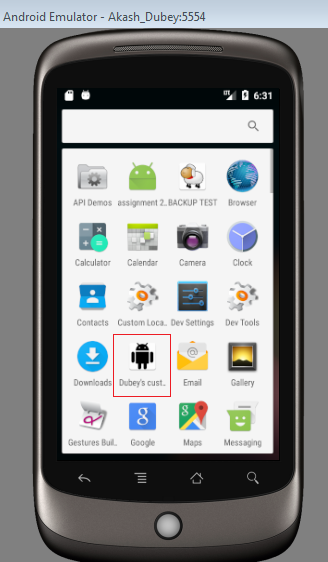 Android Emulator - Akash_Dubey:5554
6:31
API Demos assignment 2.. BACKUP TEST Browser
Calculator Calendar Camera Clock
Contacts Custom Loca.. Dev Settings Dev Tools
Downloads Dubey's cust.. Email Gallery
Gestures Buil.. Google Maps Messaging